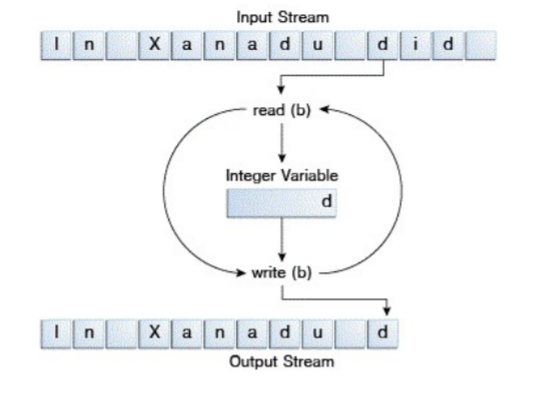 Input Stream
I n X a n a d u d i d
read (b)
Integer Variable
d
write (b)
I n X a n a d u d
Output Stream